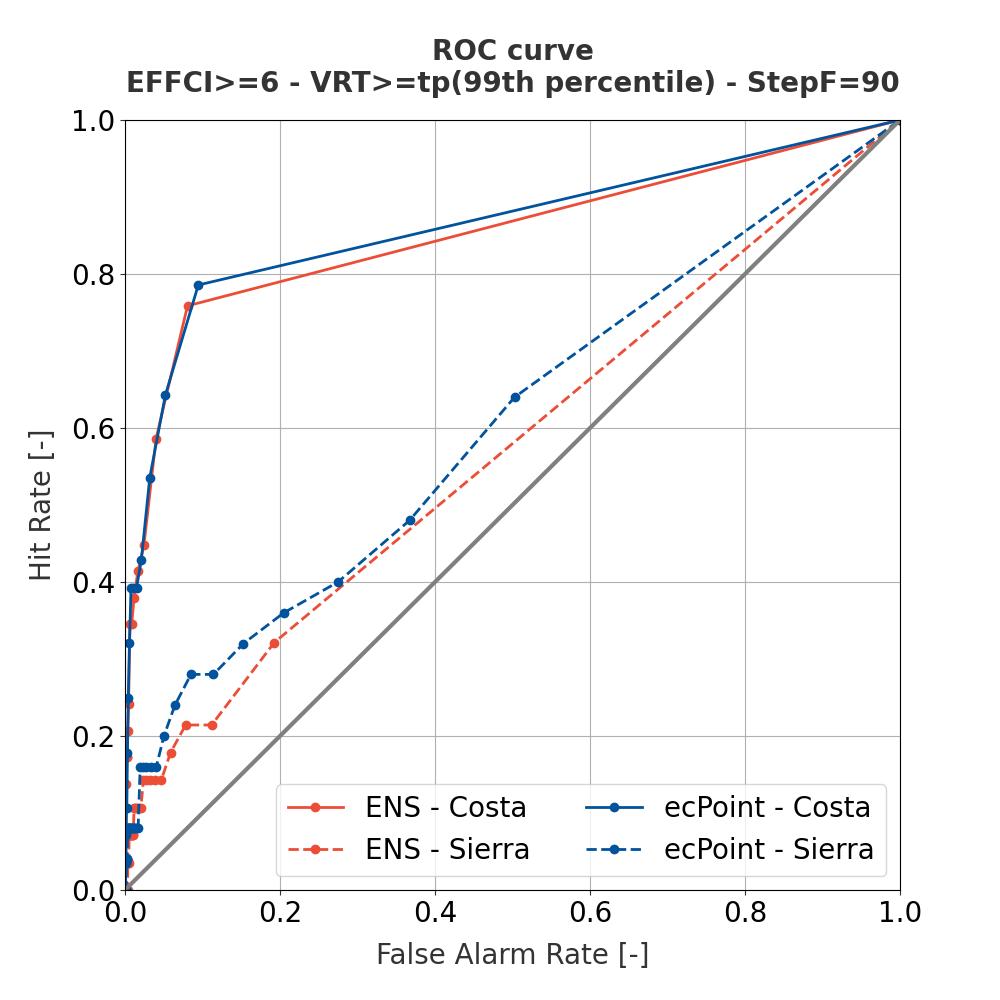 ROC curve
EFFCI>=6 - VRT>=tp(99th percentile) - StepF=90
1.0
0.8
0.6
0.4
0.2
0.0
Hit Rate [-]
ENS - Costa
ENS - Sierra
ecPoint - Costa
ecPoint - Sierra
0.0 0.2 0.4 0.6 0.8 1.0
False Alarm Rate [-]